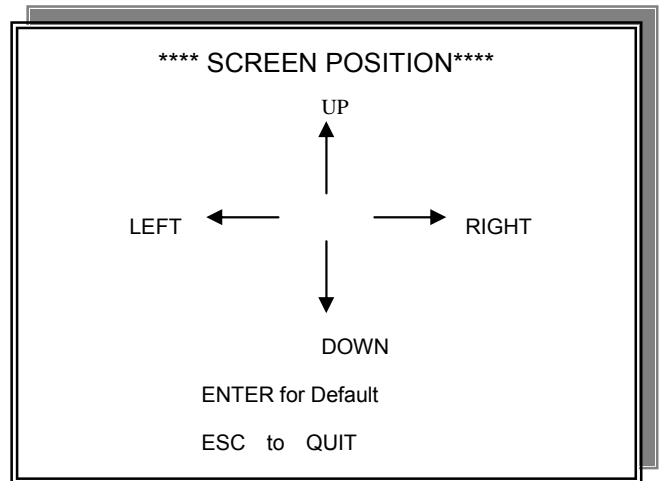 **** SCREEN POSITION****
UP
LEFT RIGHT
DOWN
ENTER for Default
ESC to QUIT